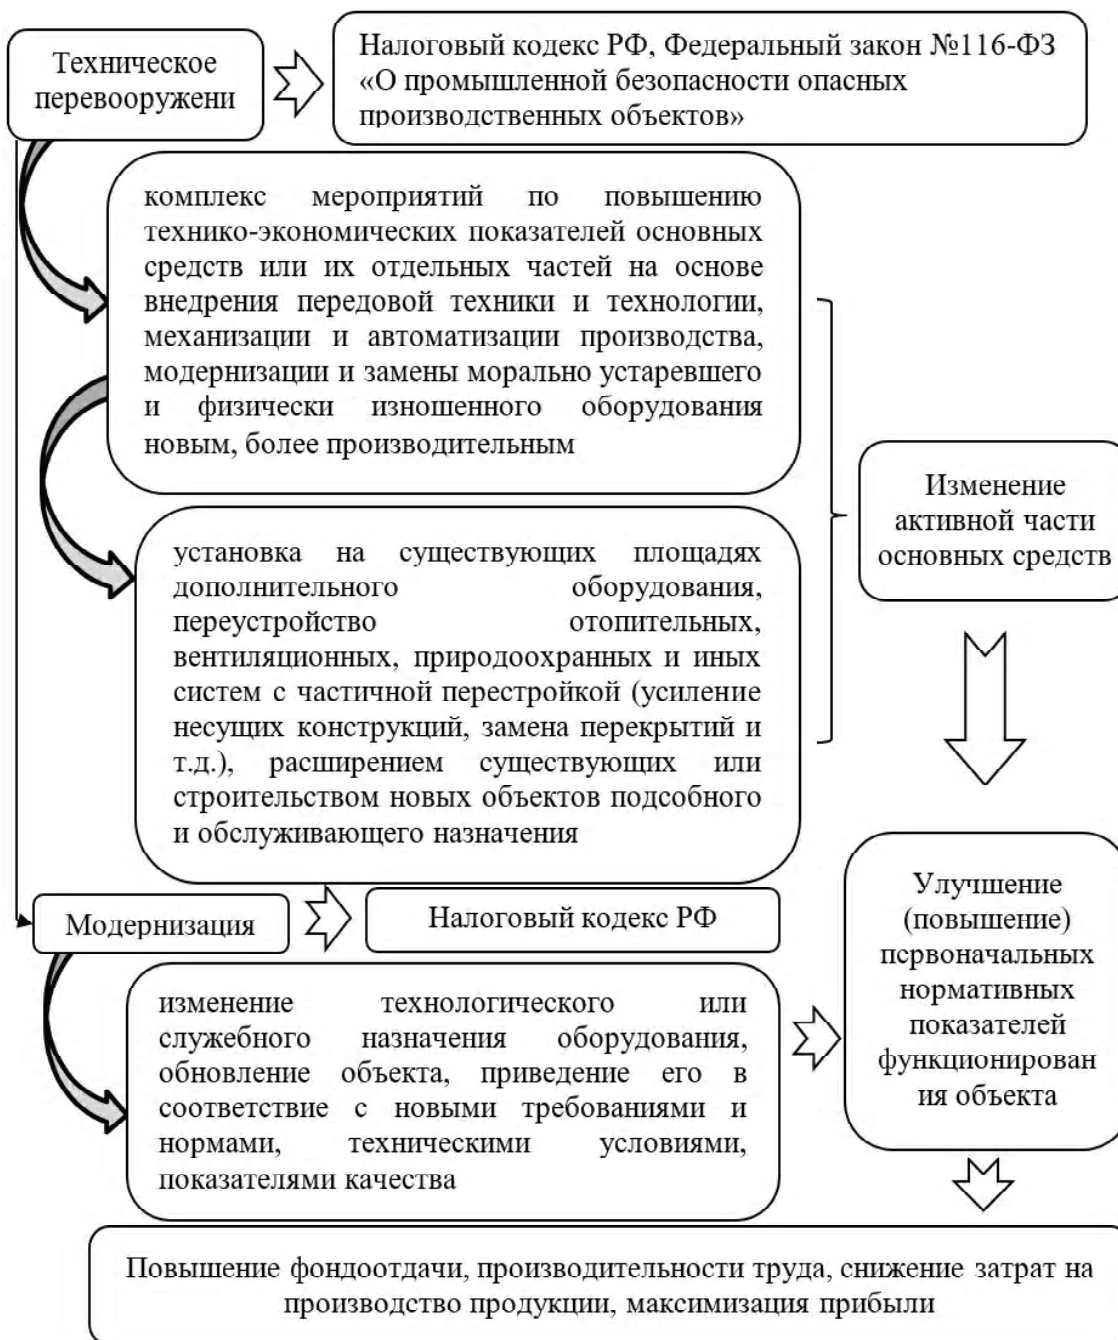 Техническое
перевооружени
Налоговый кодекс РФ, Федеральный закон №116-ФЗ
«О промышленной безопасности опасных
производственных объектов»
комплекс мероприятий по повышению
технико-экономических показателей основных
средств или их отдельных частей на основе
внедрения передовой техники и технологии,
механизации и автоматизации производства,
модернизации и замены морально устаревшего
и физически изношенного оборудования
новым, более производительным
установка на существующих площадях
дополнительного оборудования,
переустройство отопительных,
вентиляционных, природоохранных и иных
систем с частичной перестройкой (усиление
несущих конструкций, замена перекрытий и
т.д.), расширением существующих или
строительством новых объектов подсобного
и обслуживающего назначения
Изменение
активной части
основных средств
Модернизация
Налоговый кодекс РФ
изменение технологического или
служебного назначения оборудования,
обновление объекта, приведение его в
соответствие с новыми требованиями и
нормами, техническими условиями,
показателями качества
Улучшение
(повышение)
первоначальных
нормативных
показателей
функционирован
ия объекта
Повышение фондоотдачи, производительности труда, снижение затрат на
производство продукции, максимизация прибыли